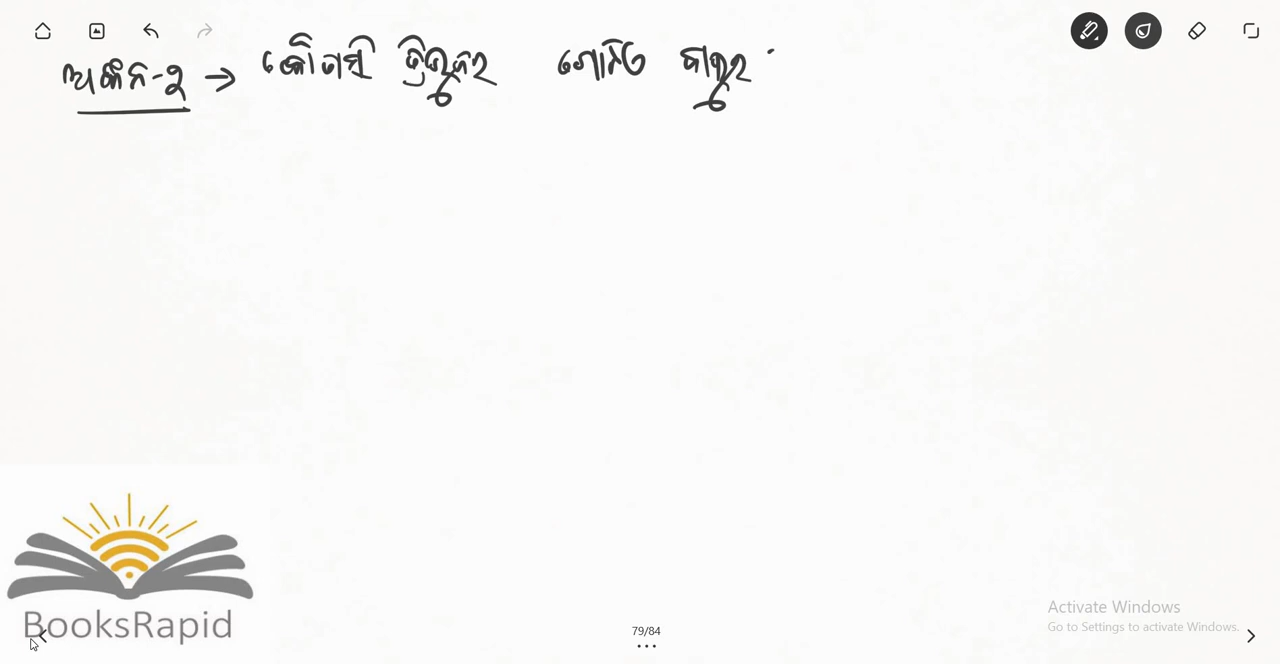 ଅଙ୍କନ-୨ → କୌଣସି ତ୍ରିଭୁଜର ଗୋଟିଏ ବାହୁର
BooksRapid
79/84
Activate Windows
Go to Settings to activate Windows.